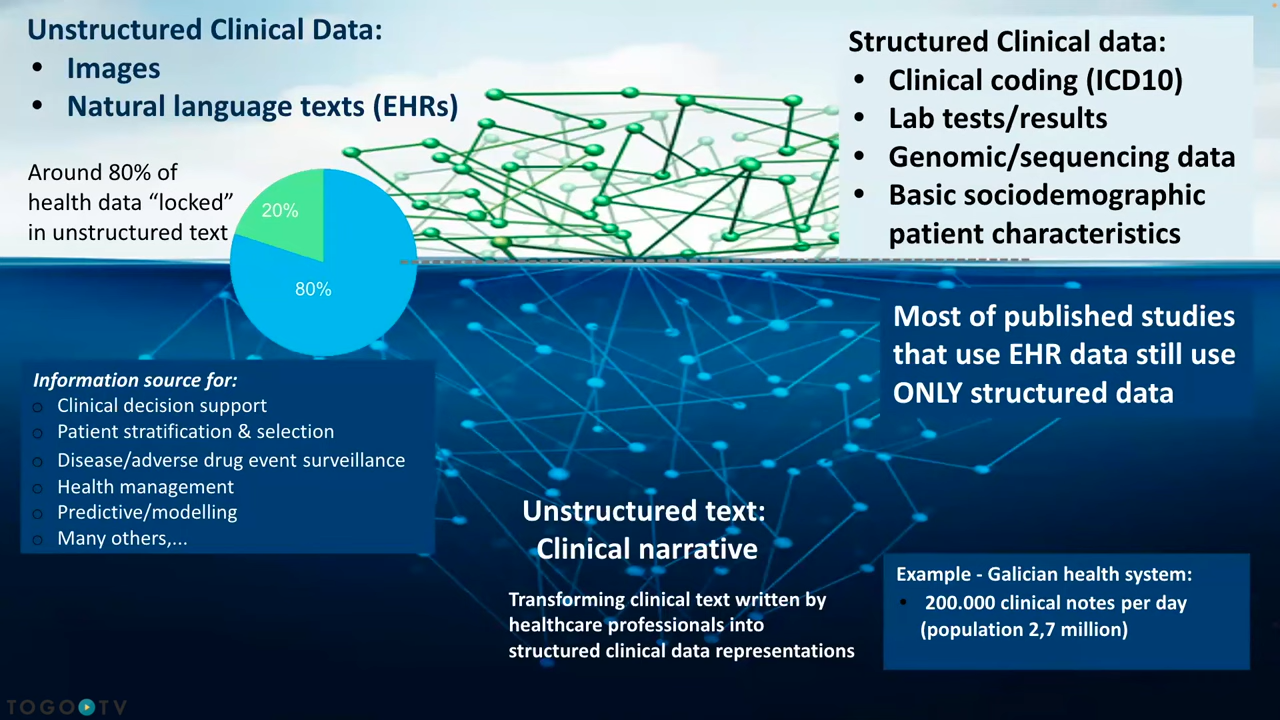 Unstructured Clinical Data:
• Images
• Natural language texts (EHRs)
Around 80% of
health data “locked”
in unstructured text
20%
80%
Structured Clinical data:
• Clinical coding (ICD10)
• Lab tests/results
• Genomic/sequencing data
• Basic sociodemographic
patient characteristics
Most of published studies
that use EHR data still use
ONLY structured data
Information source for:
o Clinical decision support
o Patient stratification & selection
o Disease/adverse drug event surveillance
o Health management
o Predictive/modelling
o Many others,...
Unstructured text:
Clinical narrative
Transforming clinical text written by
healthcare professionals into
structured clinical data representations
Example - Galician health system:
• 200.000 clinical notes per day
(population 2,7 million)
TOGO TV